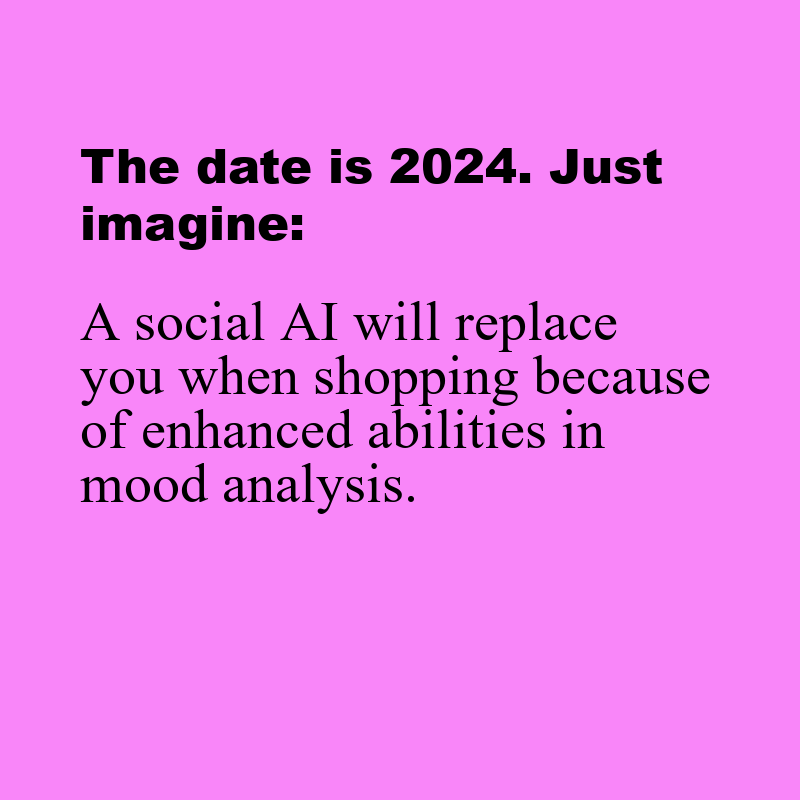 The date is 2024. Just
imagine:
A social AI will replace
you when shopping because
of enhanced abilities in
mood analysis.